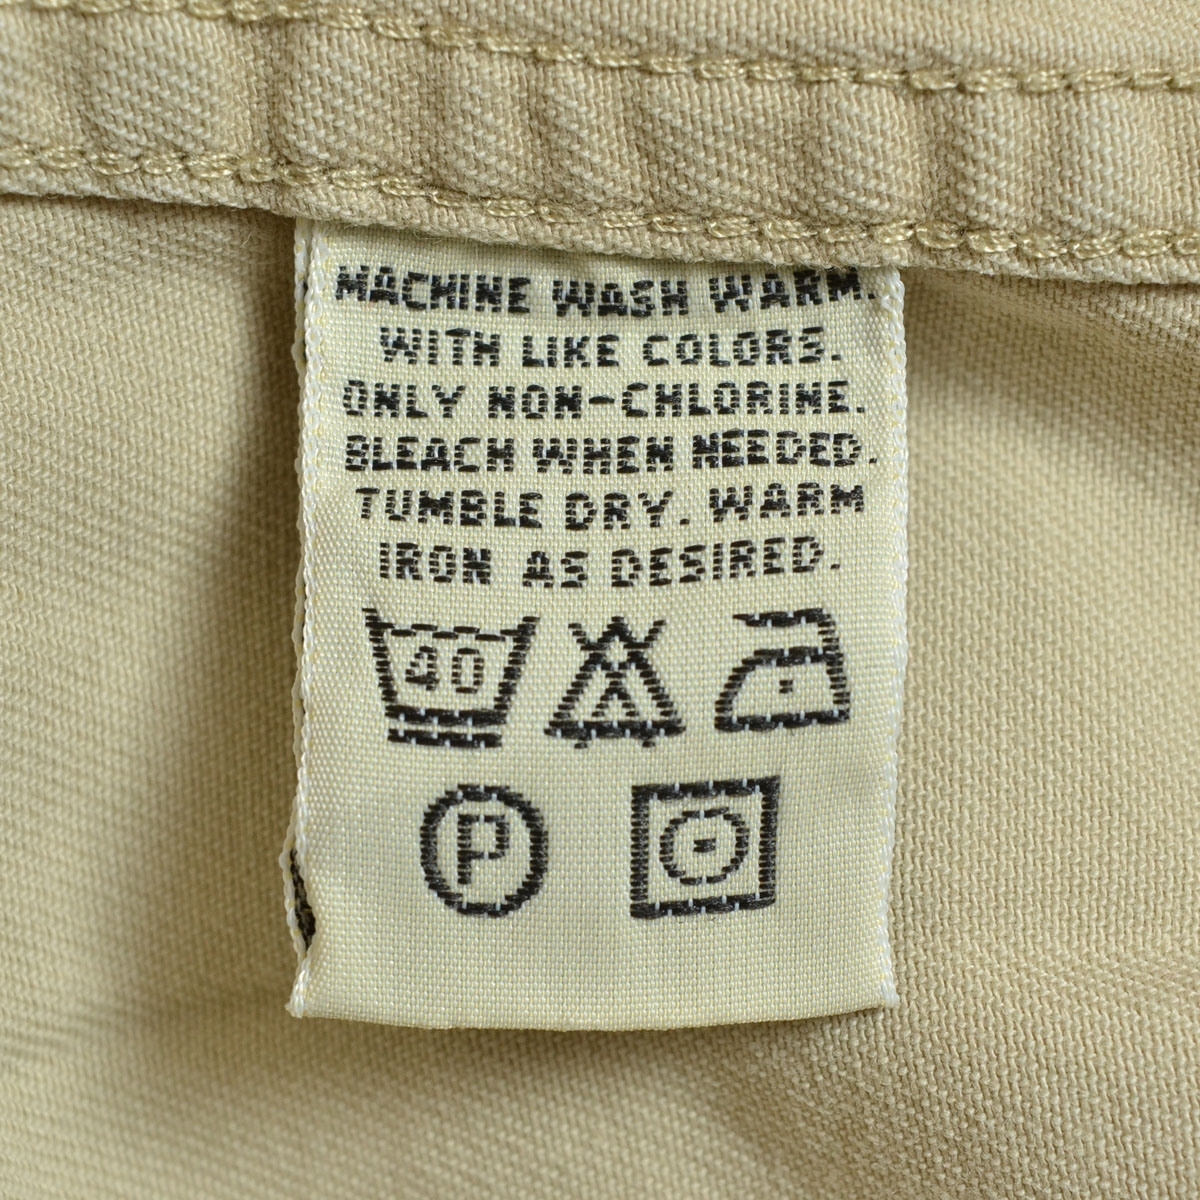 MACHINE WASH WARM.
WITH LIKE COLORS.
ONLY NON-CHLORINE.
BLEACH WHEN NEEDED.
TUMBLE DRY. WARM
IRON AS DESIRED.
40
P